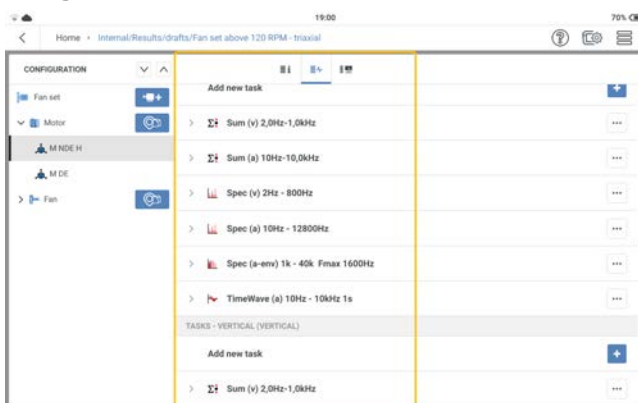 19:00
70%
Home › Internal/Results/drafts/Fan set above 120 RPM - triaxial
CONFIGURATION
Fan set
Motor
M NDE H
M DE
Fan
Add new task
Sum (v) 2,0Hz-1,0kHz
Sum (a) 10Hz-10,0kHz
Spec (v) 2Hz - 800Hz
Spec (a) 10Hz - 12800Hz
Spec (a-env) 1k - 40k Fmax 1600Hz
TimeWave (a) 10Hz - 10kHz 1s
TASKS - VERTICAL (VERTICAL)
Add new task
Sum (v) 2,0Hz-1,0kHz